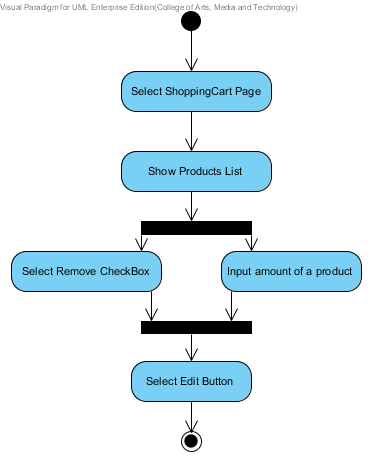 Visual Paradigm for UML Enterprise Edition(College of Arts, Media and Technology)
Select ShoppingCart Page
Show Products List
Select Remove CheckBox
Input amount of a product
Select Edit Button